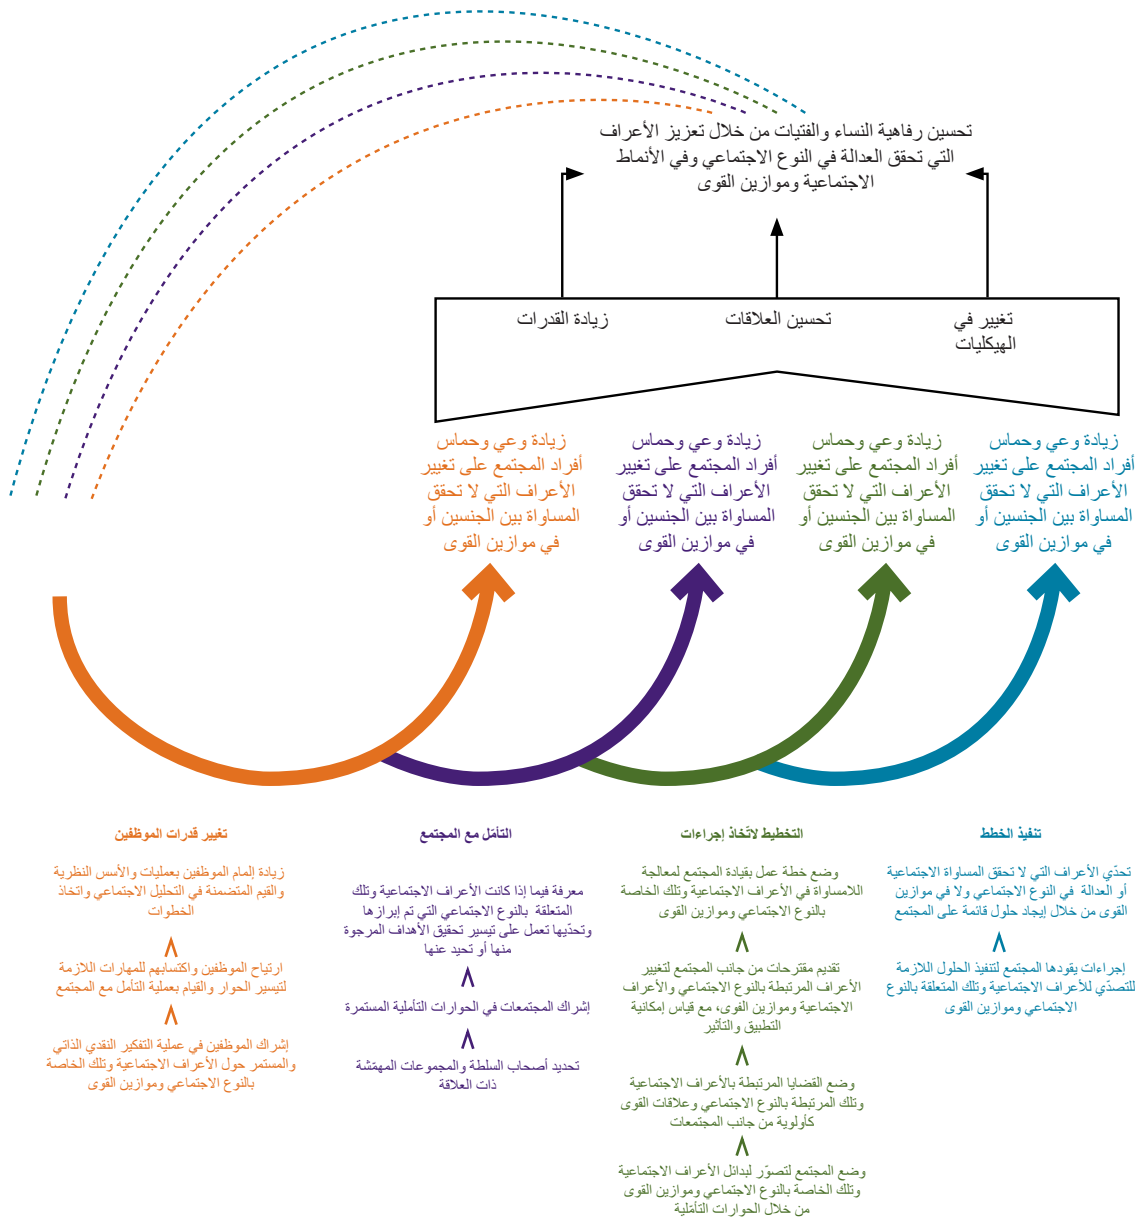 تحسين رفاهية النساء والفتيات من خلال تعزيز الأعراف
التي تحقق العدالة في النوع الاجتماعي وفي الأنماط
الاجتماعية وموازين القوى
تغيير في
الهيكليات
تحسين العلاقات
زيادة القدرات
زيادة وعي وحماس
أفراد المجتمع على تغيير
الأعراف التي لا تحقق
المساواة بين الجنسين أو
في موازين القوى
زيادة وعي وحماس
أفراد المجتمع على تغيير
الأعراف التي لا تحقق
المساواة بين الجنسين أو
في موازين القوى
زيادة وعي وحماس
أفراد المجتمع على تغيير
الأعراف التي لا تحقق
المساواة بين الجنسين أو
في موازين القوى
زيادة وعي وحماس
أفراد المجتمع على تغيير
الأعراف التي لا تحقق
المساواة بين الجنسين أو
في موازين القوى
تنفيذ الخطط
تحدّي الأعراف التي لا تحقق المساواة الاجتماعية
أو العدالة في النوع الاجتماعي ولا في موازين
القوى من خلال إيجاد حلول قائمة على المجتمع
إجراءات يقودها المجتمع لتنفيذ الحلول اللازمة
للتصدّي للأعراف الاجتماعية وتلك المتعلقة بالنوع
الاجتماعي وموازين القوى
التخطيط لاتّخاذ إجراءات
وضع خطة عمل بقيادة المجتمع لمعالجة
اللامساواة في الأعراف الاجتماعية وتلك الخاصة
بالنوع الاجتماعي وموازين القوى
تقديم مقترحات من جانب المجتمع لتغيير
الأعراف المرتبطة بالنوع الاجتماعي والأعراف
الاجتماعية وموازين القوى، مع قياس إمكانية
التطبيق والتأثير
وضع القضايا المرتبطة بالأعراف الاجتماعية
وتلك المرتبطة بالنوع الاجتماعي وعلاقات القوى
كأولوية من جانب المجتمعات
وضع المجتمع لتصوّر لبدائل الأعراف الاجتماعية
وتلك الخاصة بالنوع الاجتماعي وموازين القوى
من خلال الحوارات التأمّلية
التأمّل مع المجتمع
معرفة فيما إذا كانت الأعراف الاجتماعية وتلك
المتعلقة بالنوع الاجتماعي التي تم إبرازها
وتحدّيها تعمل على تيسير تحقيق الأهداف المرجوة
منها أو تحيد عنها
إشراك المجتمعات في الحوارات التأملية المستمرة
تحديد أصحاب السلطة والمجموعات المهمّشة
ذات العلاقة
تغيير قدرات الموظفين
زيادة إلمام الموظفين بعمليات والأسس النظرية
والقيم المتضمنة في التحليل الاجتماعي واتخاذ
الخطوات
ارتياح الموظفين واكتسابهم للمهارات اللازمة
لتيسير الحوار والقيام بعملية التأمل مع المجتمع
إشراك الموظفين في عملية التفكير النقدي الذاتي
والمستمر حول الأعراف الاجتماعية وتلك الخاصة
بالنوع الاجتماعي وموازين القوى